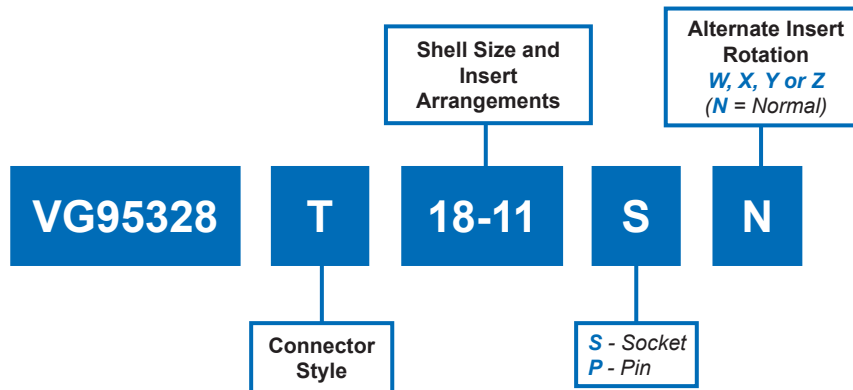 Shell Size and
Insert
Arrangements
Alternate Insert
Rotation
W, X, Y or Z
(N = Normal)
VG95328 T 18-11 S N
Connector
Style
S - Socket
P - Pin